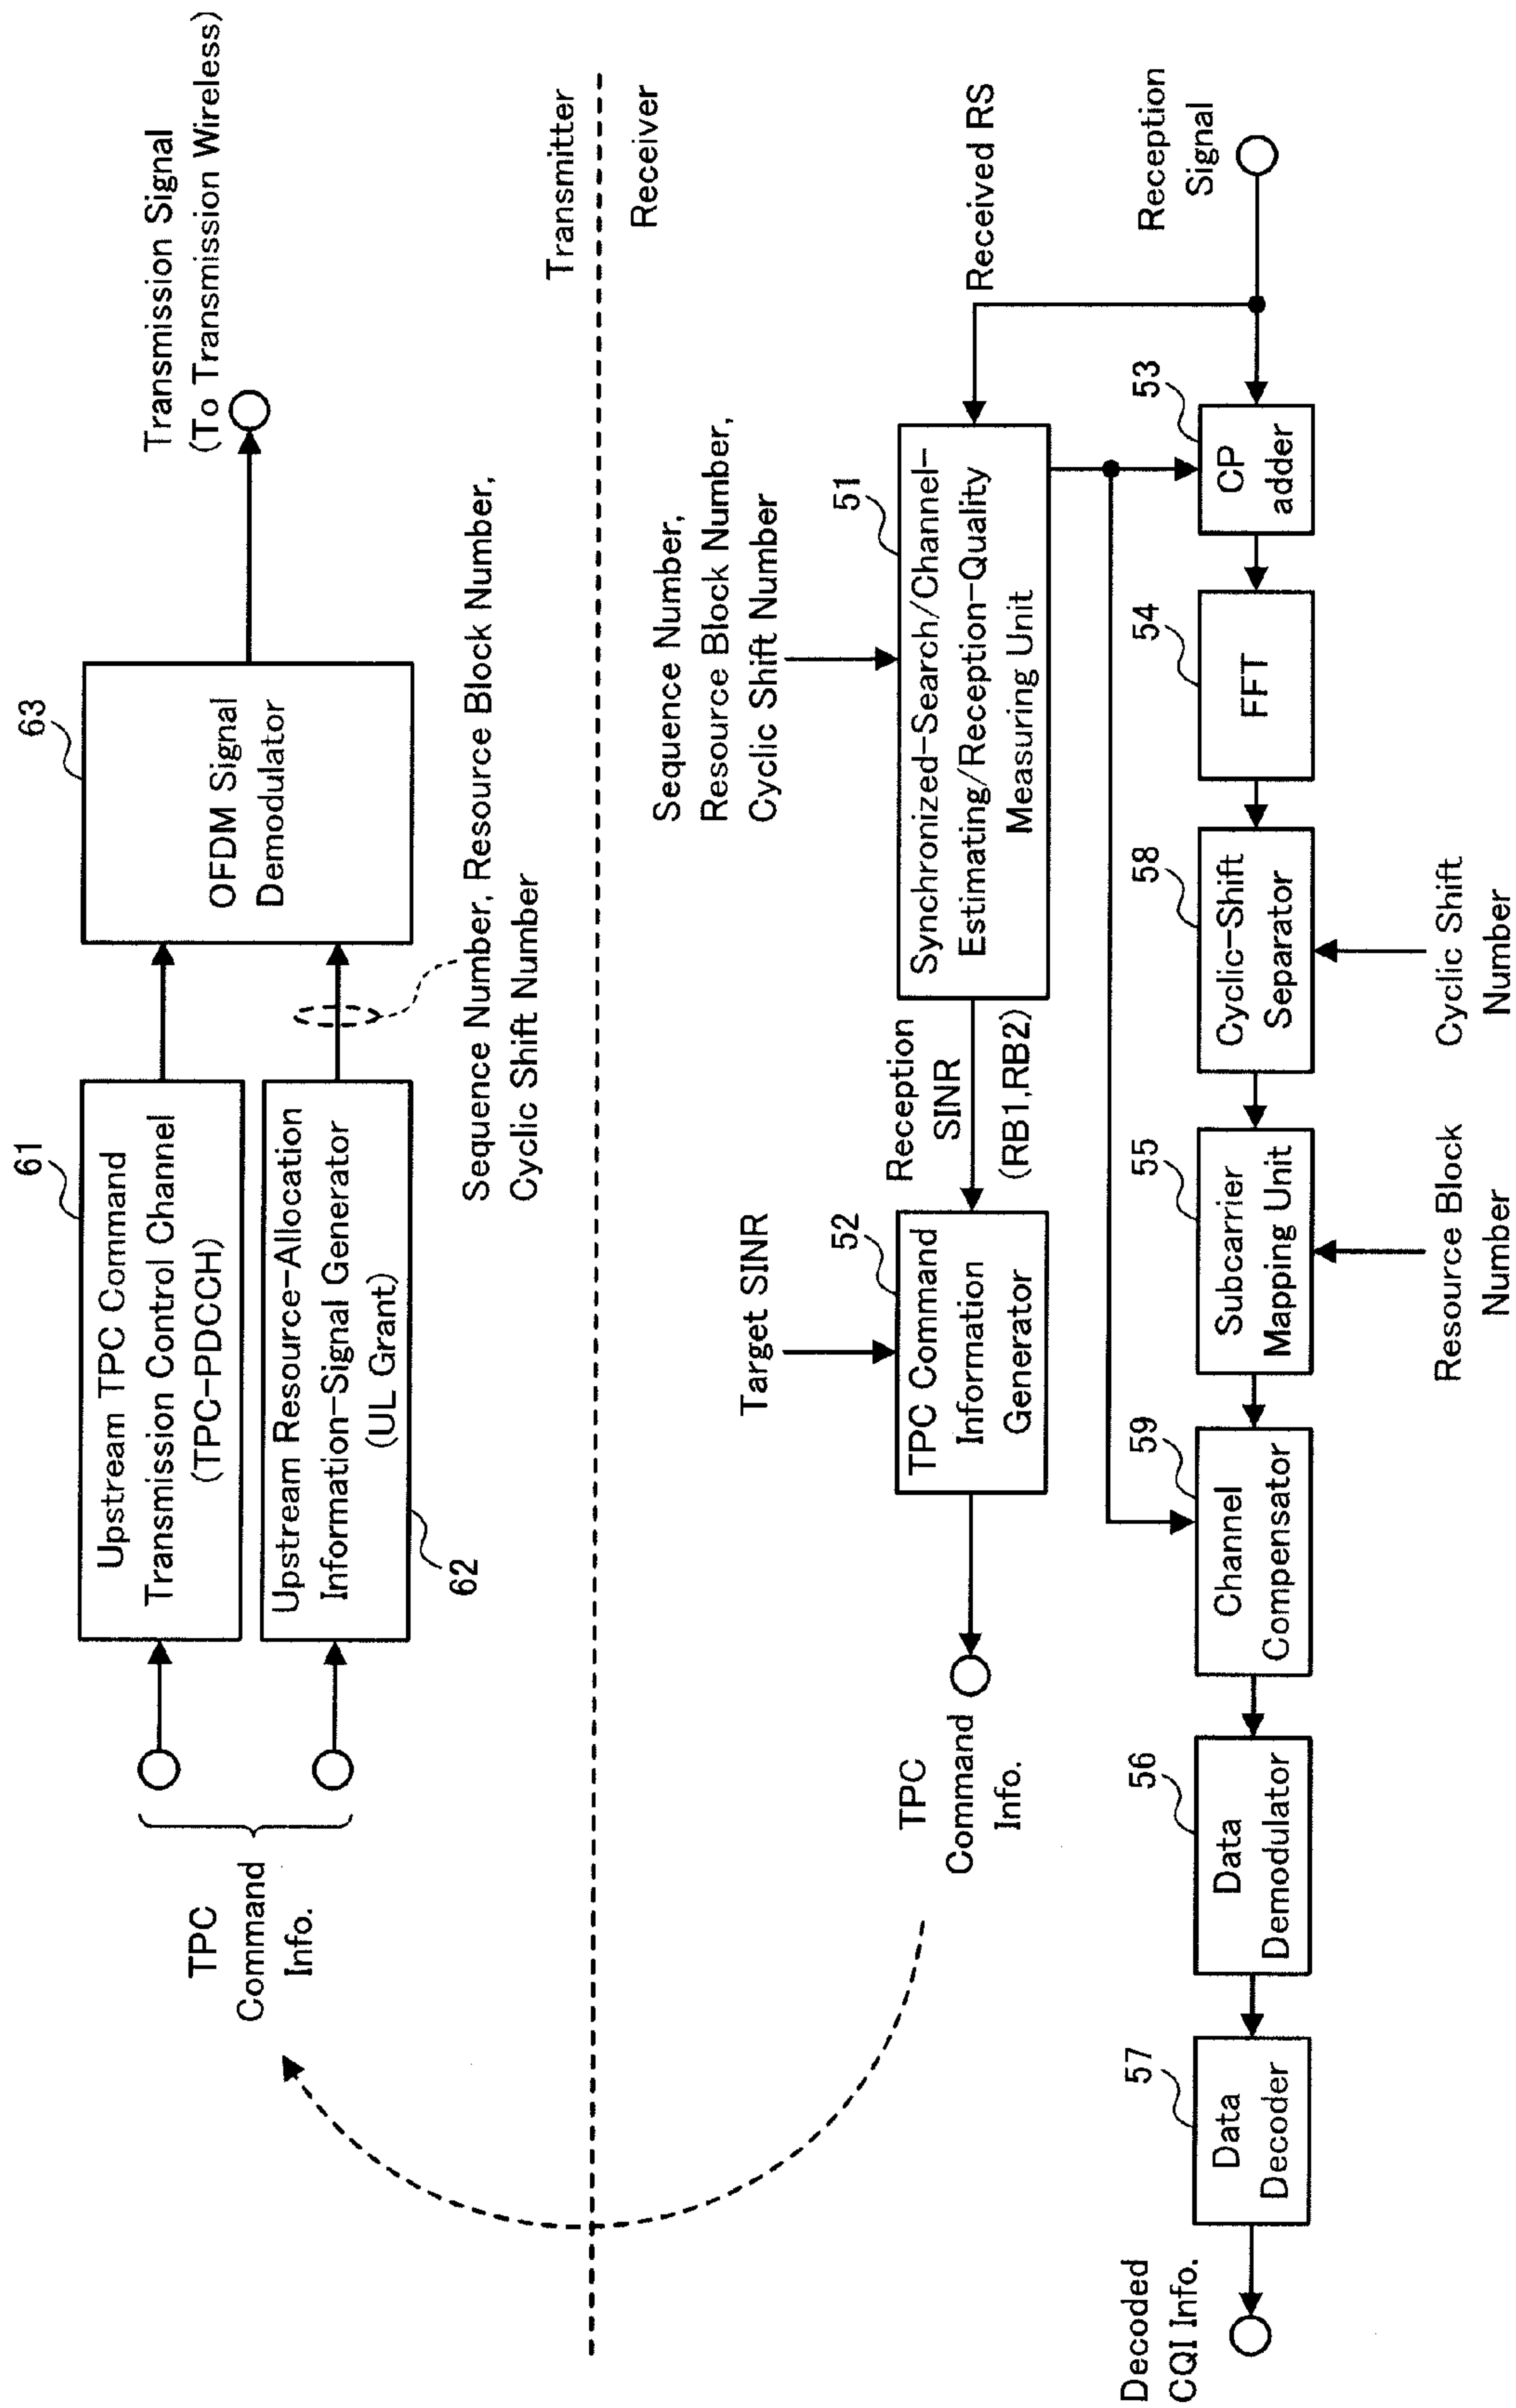 TPC
Command
Info.
61
Upstream TPC Command
Transmission Control Channel
(TPC-PDCCH)
Upstream Resource-Allocation
Information-Signal Generator
(UL Grant)
62
Sequence Number, Resource Block Number,
Cyclic Shift Number
63
OFDM Signal
Demodulator
Transmission Signal
(To Transmission Wireless)
Transmitter
Receiver
TPC
Command
Info.
Target SINR
52
TPC Command
Information
Generator
Reception
SINR
(RB1,RB2)
Sequence Number,
Resource Block Number,
Cyclic Shift Number
51
Synchronized-Search/Channel-
Estimating/Reception-Quality
Measuring Unit
Received RS
Reception
Signal
Decoded
CQI Info.
57
Data
Decoder
56
Data
Demodulator
59
Channel
Compensator
55
Subcarrier
Mapping Unit
Resource Block
Number
58
Cyclic-Shift
Separator
Cyclic Shift
Number
54
FFT
53
CP
adder